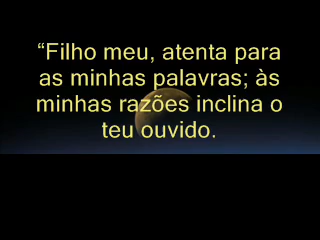 “Filho meu, atenta para
as minhas palavras; às
minhas razões inclina o
teu ouvido.